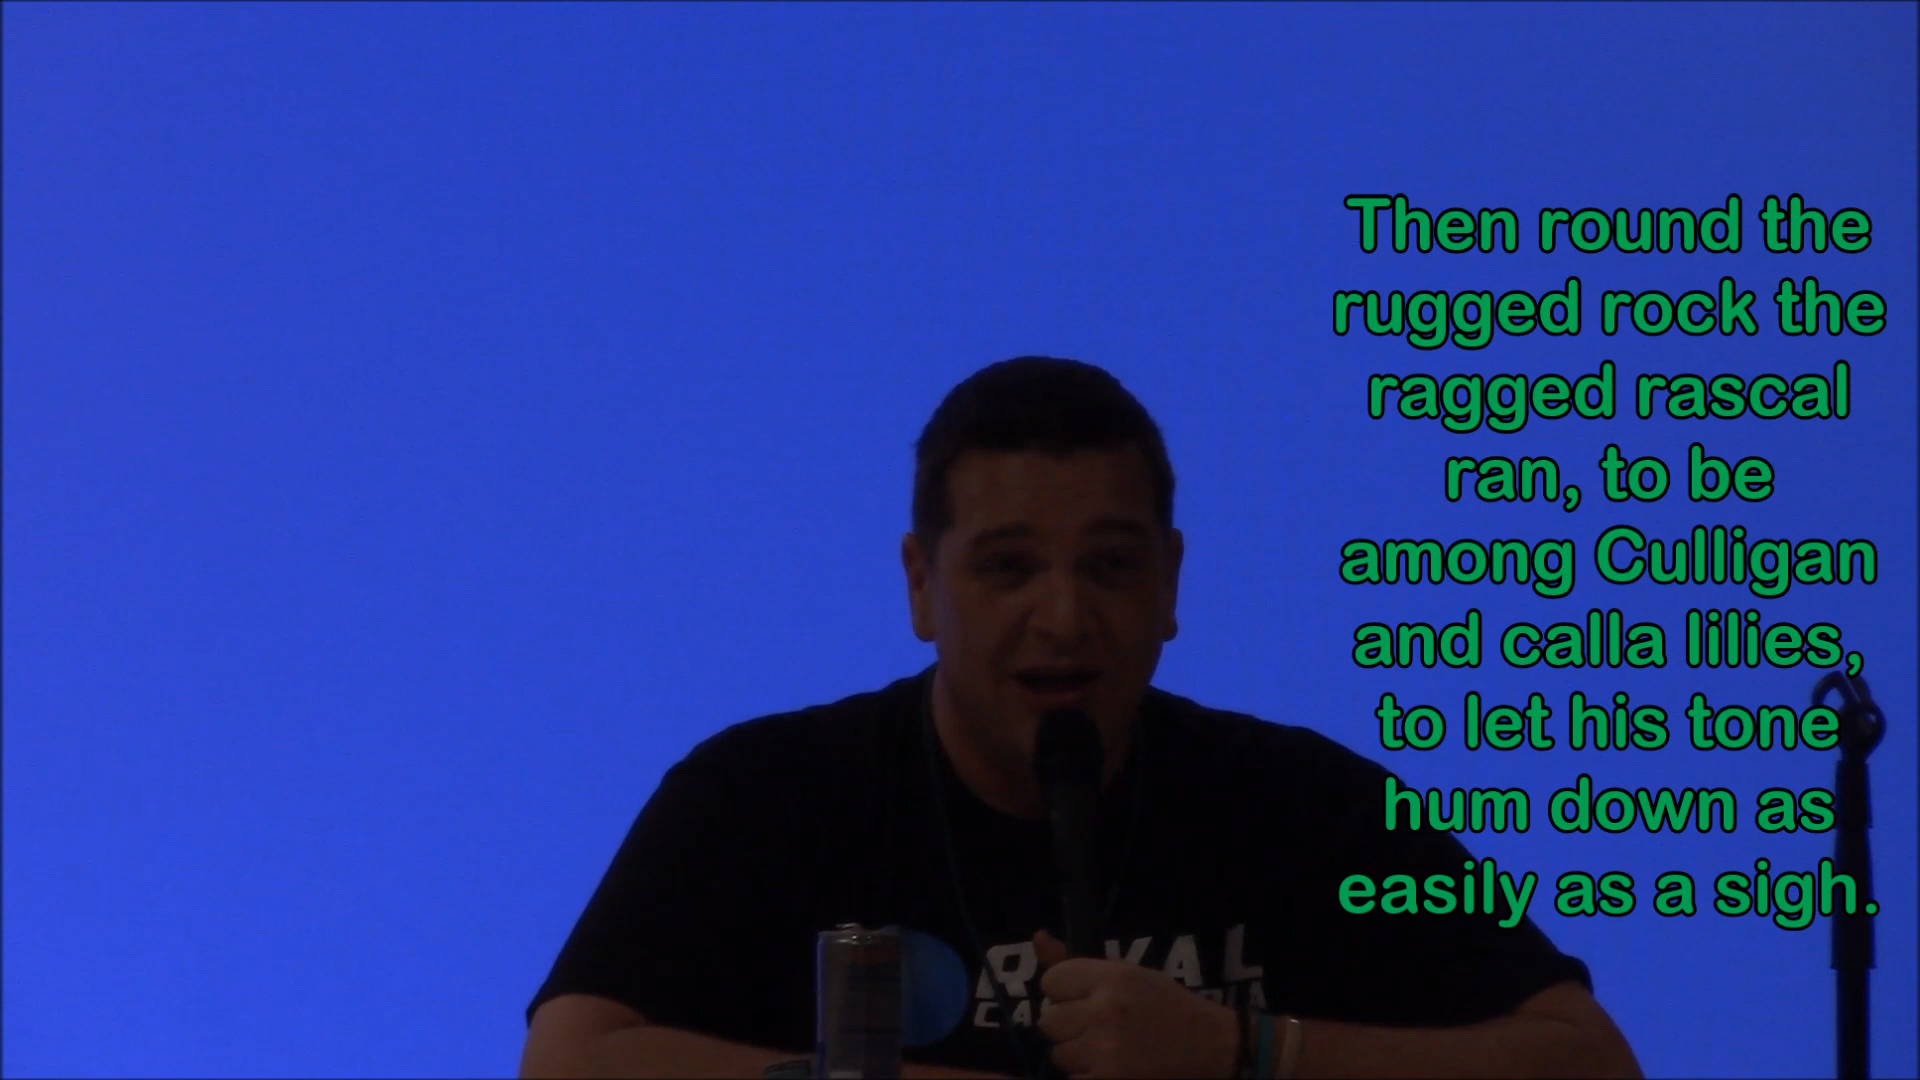 Then round the
rugged rock the
ragged rascal
ran, to be
among Culligan
and calla lilies,
to let his tone
hum down as
easily as a sigh.